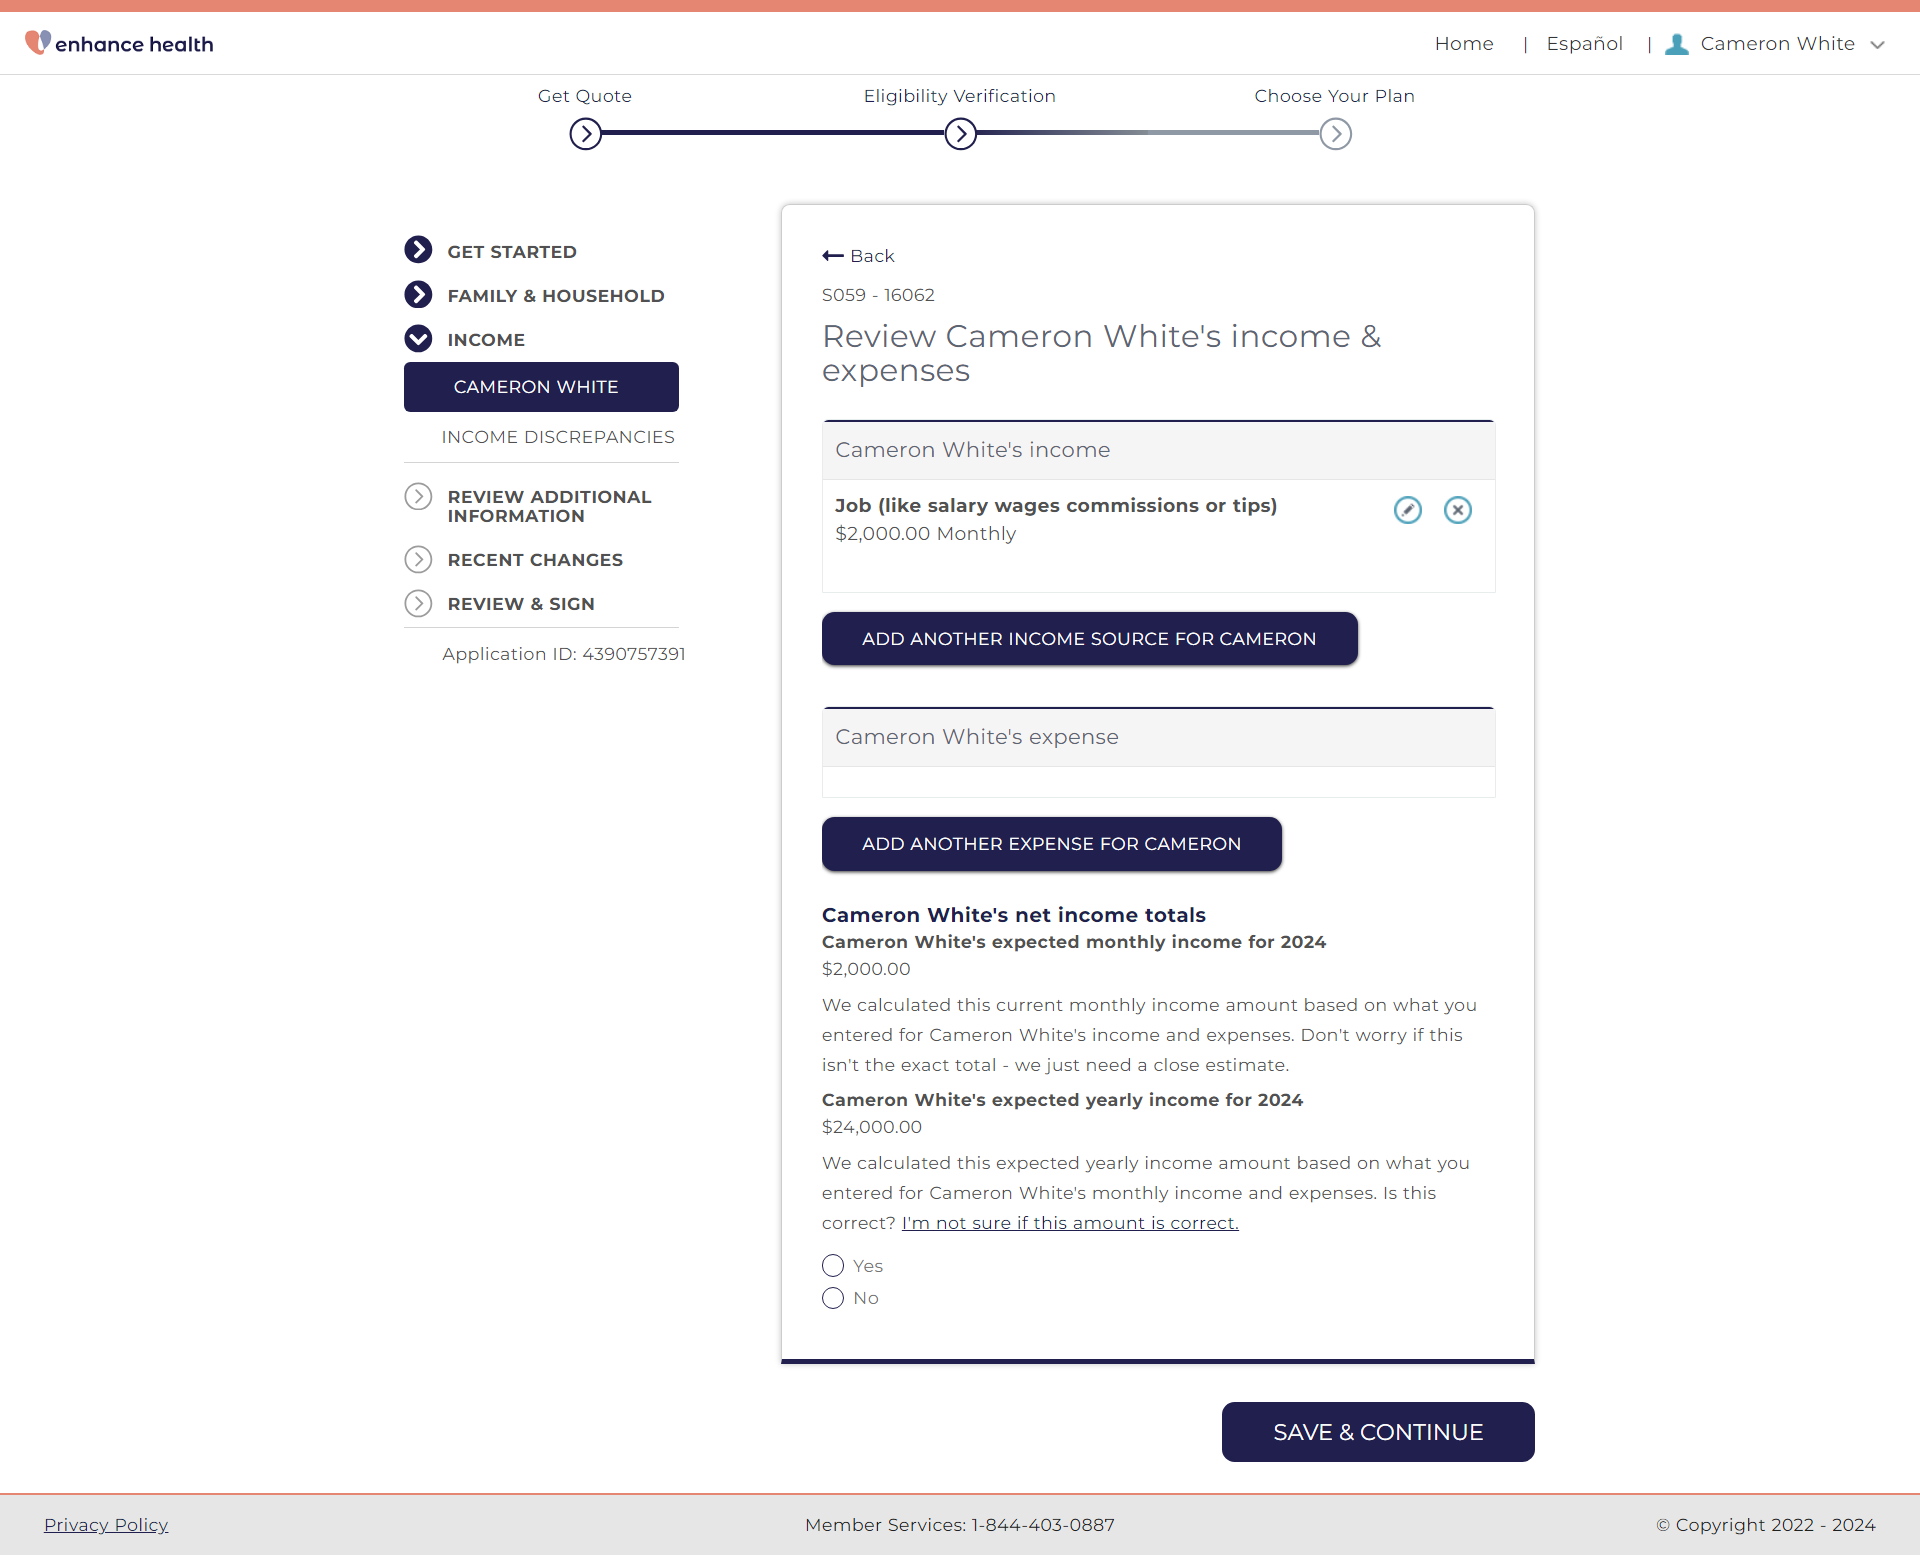 enhance health
Home | Español | Cameron White
Get Quote
Eligibility Verification
Choose Your Plan
GET STARTED
FAMILY & HOUSEHOLD
INCOME
CAMERON WHITE
INCOME DISCREPANCIES
REVIEW ADDITIONAL
INFORMATION
RECENT CHANGES
REVIEW & SIGN
Application ID: 4390757391
Back
S059 - 16062
Review Cameron White's income &
expenses
Cameron White's income
Job (like salary wages commissions or tips)
$2,000.00 Monthly
ADD ANOTHER INCOME SOURCE FOR CAMERON
Cameron White's expense
ADD ANOTHER EXPENSE FOR CAMERON
Cameron White's net income totals
Cameron White's expected monthly income for 2024
$2,000.00
We calculated this current monthly income amount based on what you
entered for Cameron White's income and expenses. Don't worry if this
isn't the exact total - we just need a close estimate.
Cameron White's expected yearly income for 2024
$24,000.00
We calculated this expected yearly income amount based on what you
entered for Cameron White's monthly income and expenses. Is this
correct? I'm not sure if this amount is correct.
Yes
No
SAVE & CONTINUE
Privacy Policy
Member Services: 1-844-403-0887
© Copyright 2022 - 2024